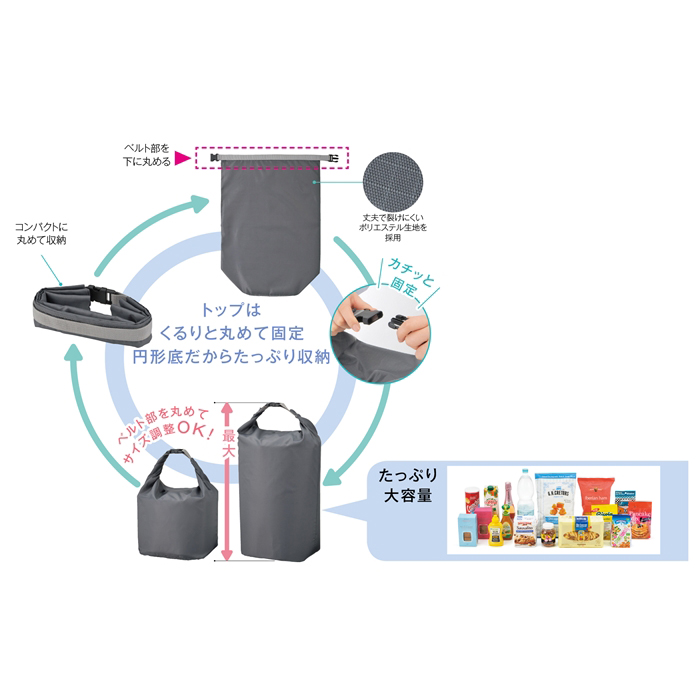 ベルト部を
下に丸める
コンパクトに
丸めて収納
丈夫で裂けにくい
ポリエステル生地を
採用
カチッと
固定
トップは
くるりと丸めて固定
円形底だからたっぷり収納
ベルト部を丸めて
サイズ調整OK!
最大
たっぷり
大容量